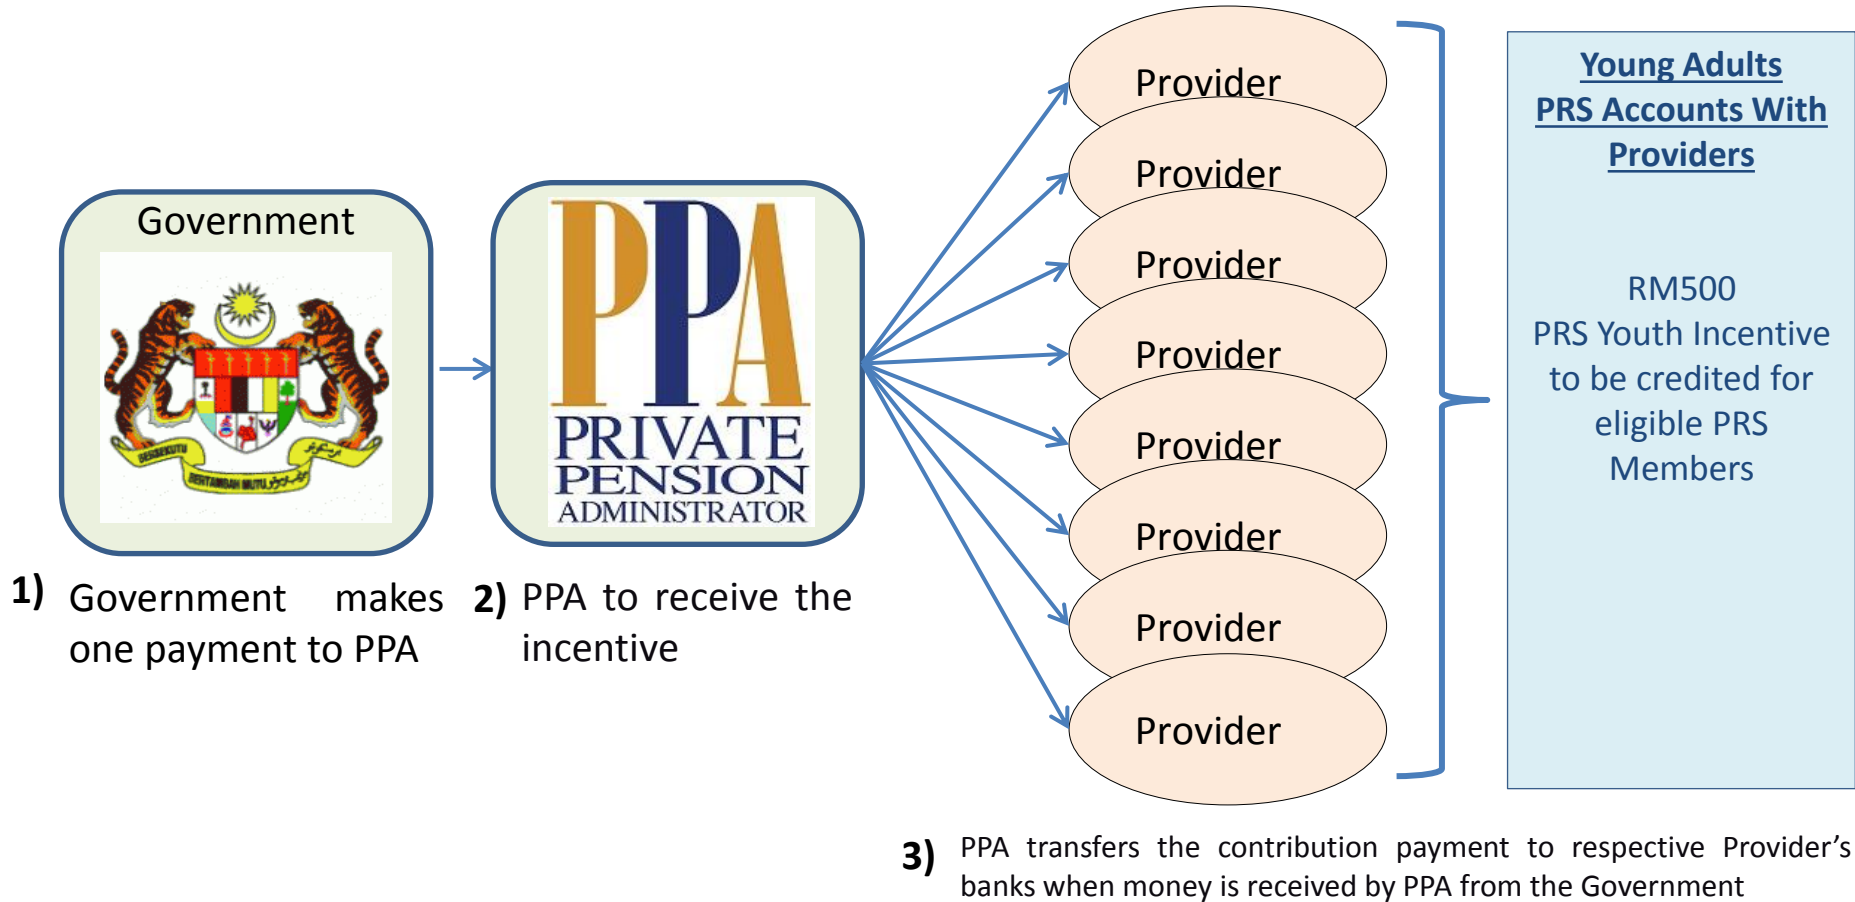 Government
BERSEKUTU
BERTAMBAH MUTU
1) Government makes
one payment to PPA
PPA
PRIVATE
PENSION
ADMINISTRATOR
2) PPA to receive the
incentive
Provider
Provider
Provider
Provider
Provider
Provider
Provider
Provider
Young Adults
PRS Accounts With
Providers
RM500
PRS Youth Incentive
to be credited for
eligible PRS
Members
3) PPA transfers the contribution payment to respective Provider’s
banks when money is received by PPA from the Government